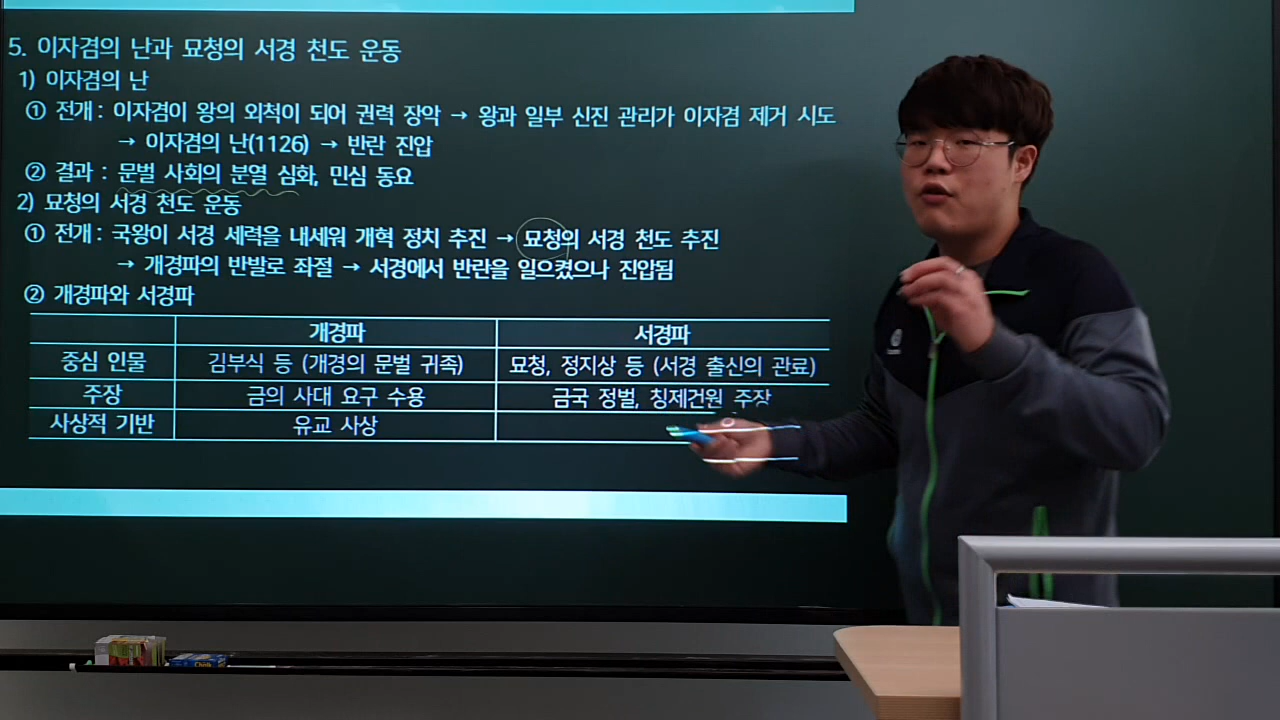 5. 이자겸의 난과 묘청의 서경 천도 운동
1) 이자겸의 난
① 전개 : 이자겸이 왕의 외척이 되어 권력 장악 → 왕과 일부 신진 관리가 이자겸 제거 시도
→ 이자겸의 난(1126) → 반란 진압
② 결과 : 문벌 사회의 분열 심화, 민심 동요
2) 묘청의 서경 천도 운동
① 전개 : 국왕이 서경 세력을 내세워 개혁 정치 추진 → 묘청의 서경 천도 추진
→ 개경파의 반발로 좌절 → 서경에서 반란을 일으켰으나 진압됨
② 개경파와 서경파
개경파 서경파
중심 인물 김부식 등 (개경의 문벌 귀족) 묘청, 정지상 등 (서경 출신의 관료)
주장 금의 사대 요구 수용 금국 정벌, 칭제건원 주장
사상적 기반 유교 사상